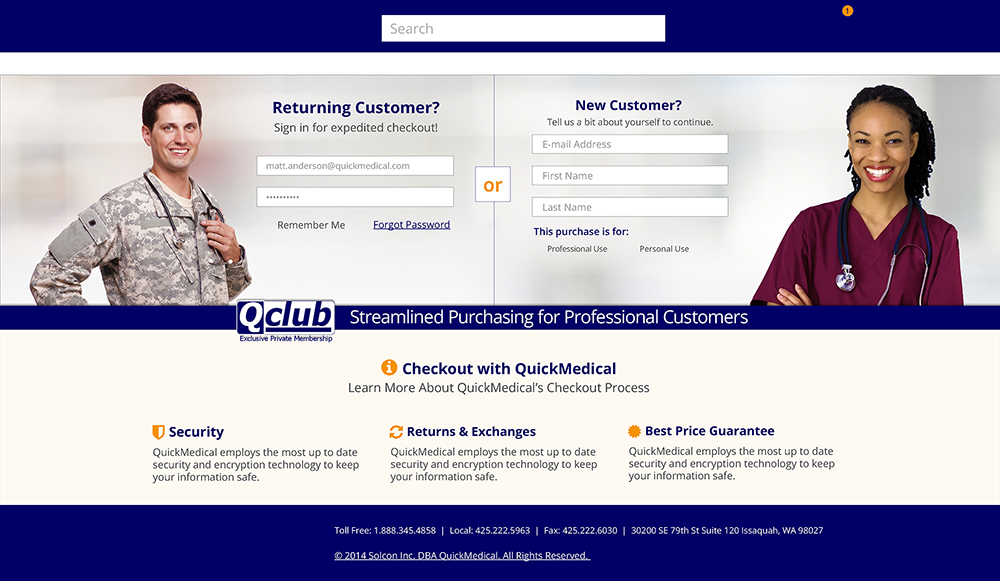 Search
1
Returning Customer?
Sign in for expedited checkout!
matt.anderson@quickmedical.com
••••••••••
Remember Me
Forgot Password
or
New Customer?
Tell us a bit about yourself to continue.
E-mail Address
First Name
Last Name
This purchase is for:
Professional Use
Personal Use
Qclub
Exclusive Private Membership
Streamlined Purchasing for Professional Customers
Checkout with QuickMedical
Learn More About QuickMedical's Checkout Process
Security
QuickMedical employs the most up to date
security and encryption technology to keep
your information safe.
Returns & Exchanges
QuickMedical employs the most up to date
security and encryption technology to keep
your information safe.
Best Price Guarantee
QuickMedical employs the most up to date
security and encryption technology to keep
your information safe.
Toll Free: 1.888.345.4858 | Local: 425.222.5963 | Fax: 425.222.6030 | 30200 SE 79th St Suite 120 Issaquah, WA 98027
© 2014 Solcon Inc. DBA QuickMedical. All Rights Reserved.